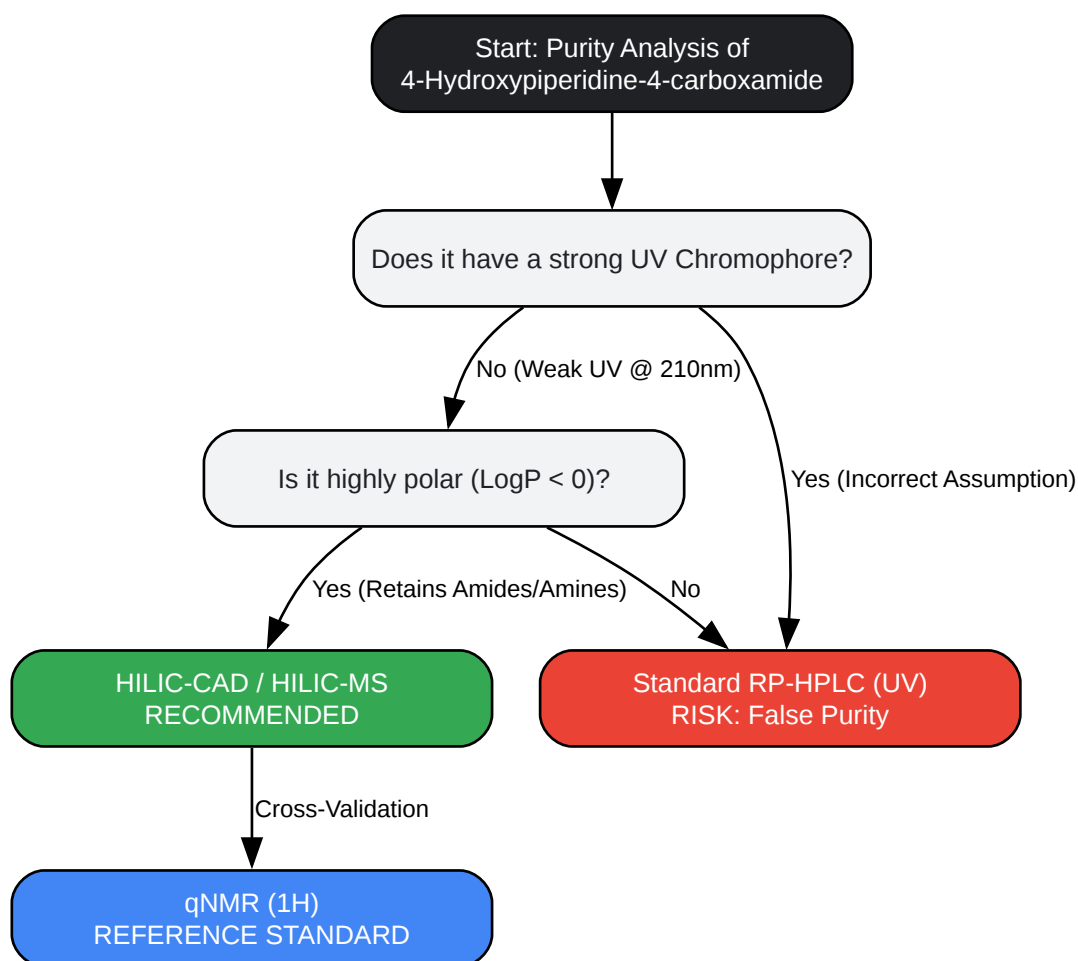 Start: Purity Analysis of
4-Hydroxypiperidine-4-carboxamide
Does it have a strong UV Chromophore?
No (Weak UV @ 210nm)
Is it highly polar (LogP < 0)?
Yes (Incorrect Assumption)
Yes (Retains Amides/Amines)
No
HILIC-CAD / HILIC-MS
RECOMMENDED
Standard RP-HPLC (UV)
RISK: False Purity
Cross-Validation
qNMR (1H)
REFERENCE STANDARD